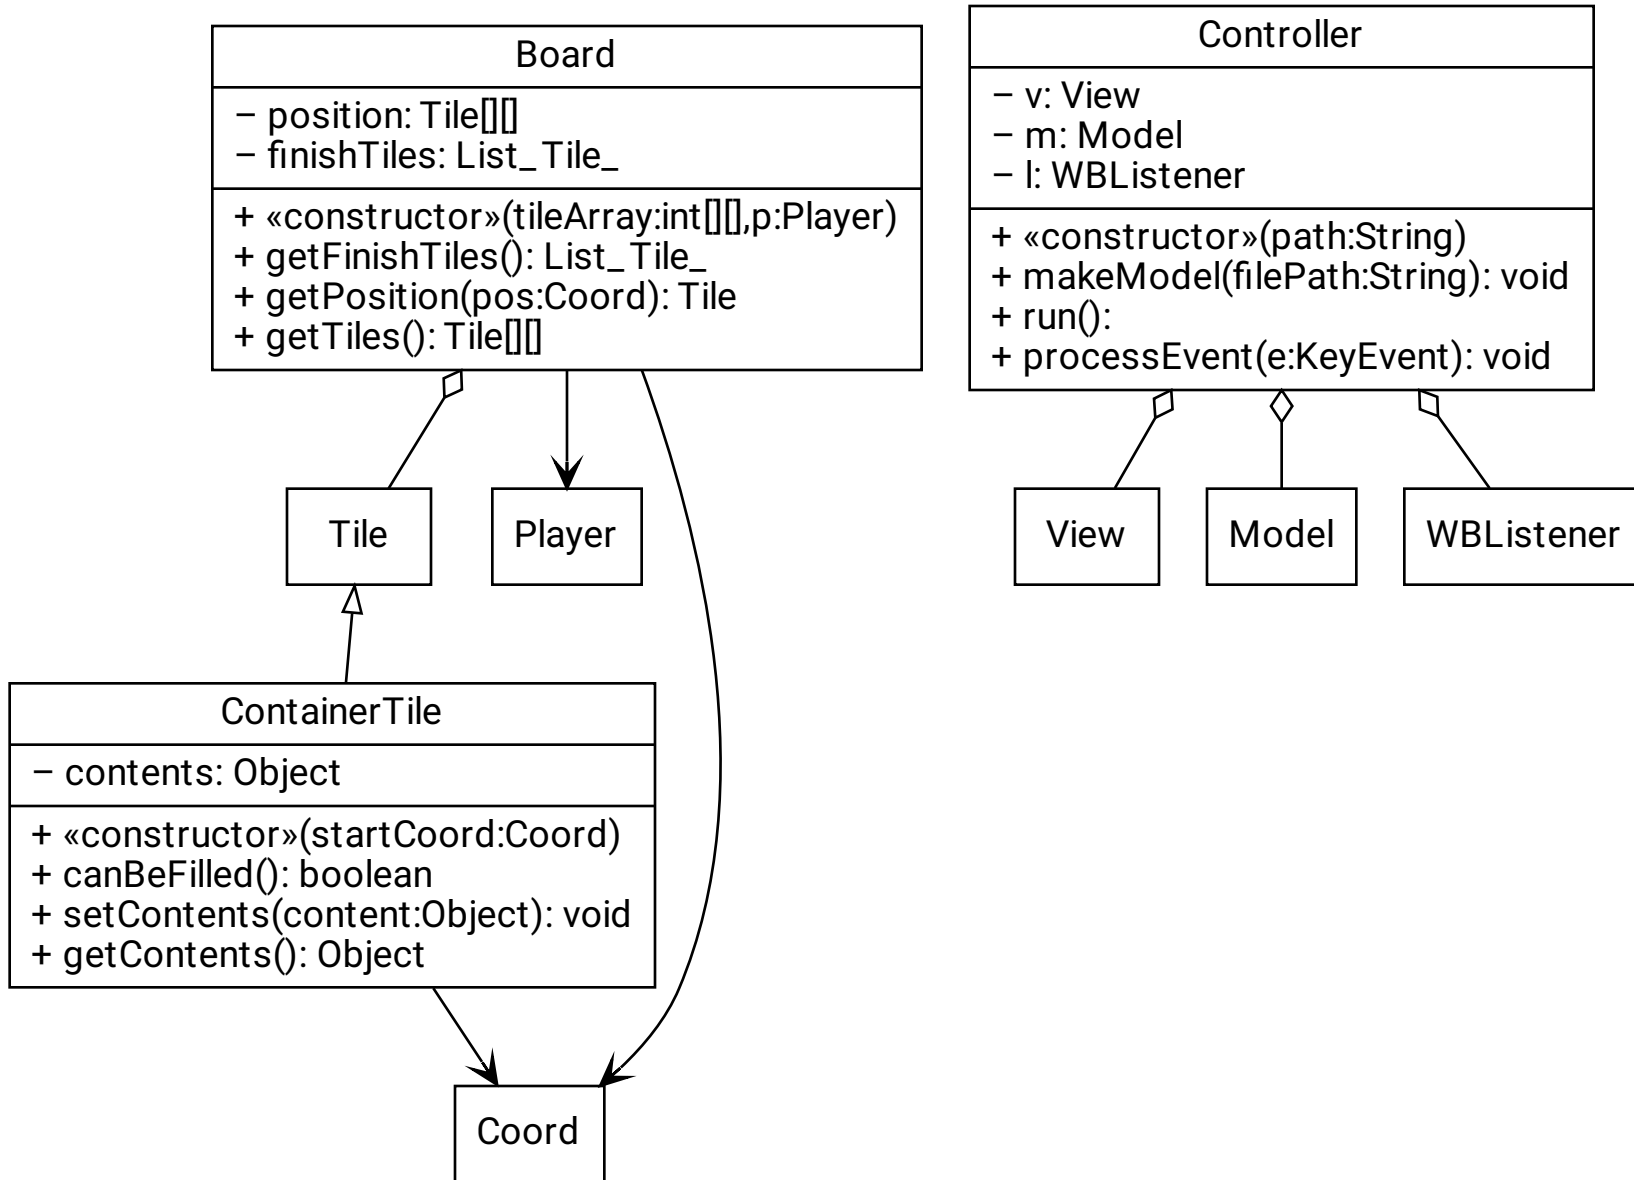 Board
– position: Tile[][]
– finishTiles: List_Tile_
+ «constructor»(tileArray:int[][],p:Player)
+ getFinishTiles(): List_Tile_
+ getPosition(pos:Coord): Tile
+ getTiles(): Tile[][]
Controller
– v: View
– m: Model
– l: WBListener
+ «constructor»(path:String)
+ makeModel(filePath:String): void
+ run():
+ processEvent(e:KeyEvent): void
Tile
Player
View
Model
WBListener
ContainerTile
– contents: Object
+ «constructor»(startCoord:Coord)
+ canBeFilled(): boolean
+ setContents(content:Object): void
+ getContents(): Object
Coord